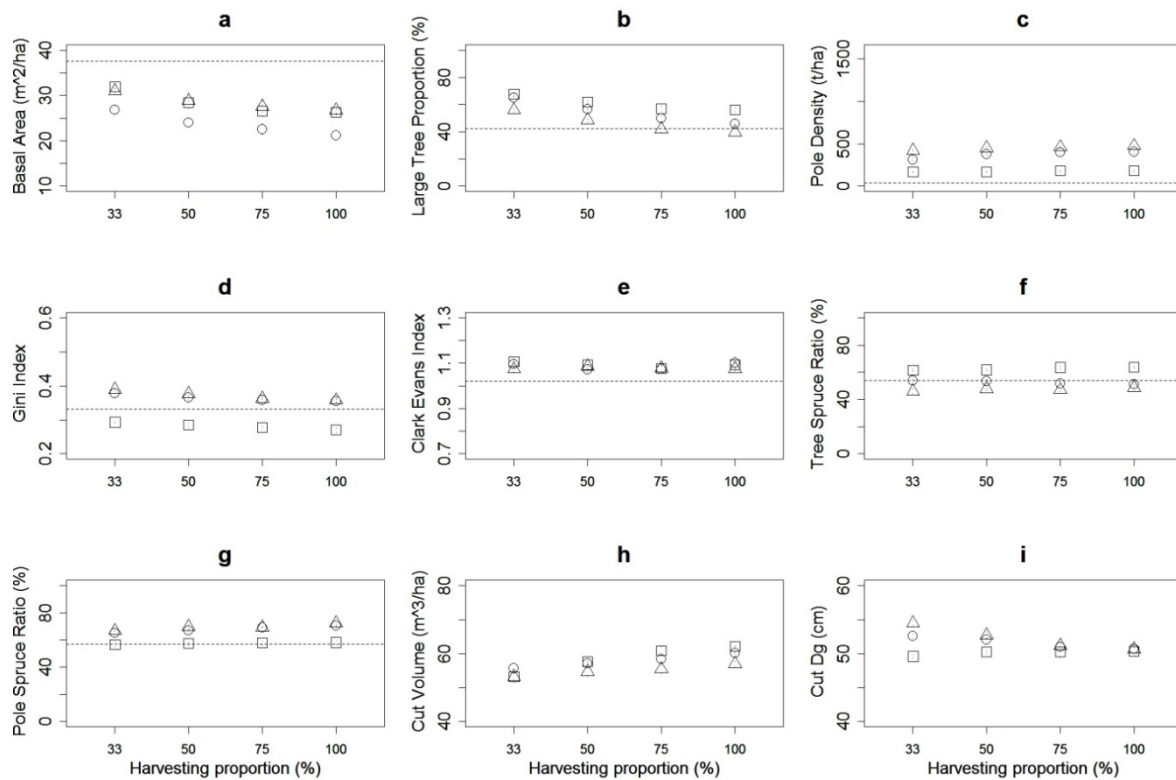 a
b
c
Basal Area (m^2/ha)
10 20 30 40
33 50 75 100
Large Tree Proportion (%)
0 40 80
33 50 75 100
Pole Density (t/ha)
0 500 1500
33 50 75 100
d
e
f
Gini Index
0.2 0.4 0.6
33 50 75 100
Clark Evans Index
0.7 0.9 1.1 1.3
33 50 75 100
Tree Spruce Ratio (%)
0 40 80
33 50 75 100
g
h
i
Pole Spruce Ratio (%)
0 40 80
33 50 75 100
Harvesting proportion (%)
Cut Volume (m^3/ha)
40 60 80
33 50 75 100
Harvesting proportion (%)
Cut Dg (cm)
40 50 60
33 50 75 100
Harvesting proportion (%)